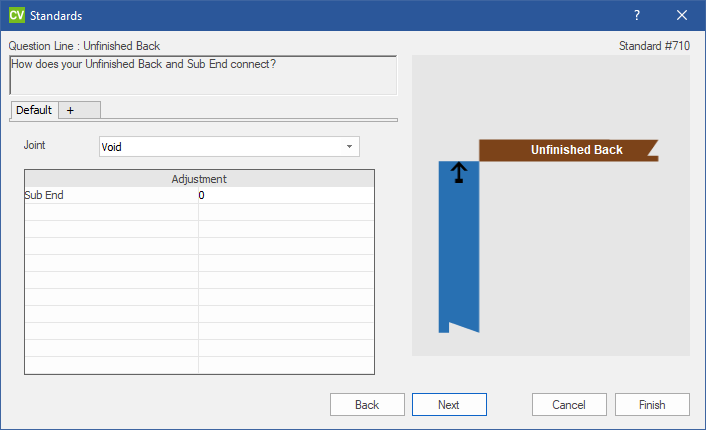 CV Standards
Question Line : Unfinished Back
Standard #710
How does your Unfinished Back and Sub End connect?
Default +
Joint Void
Adjustment
Sub End 0
Unfinished Back
Back Next Cancel Finish